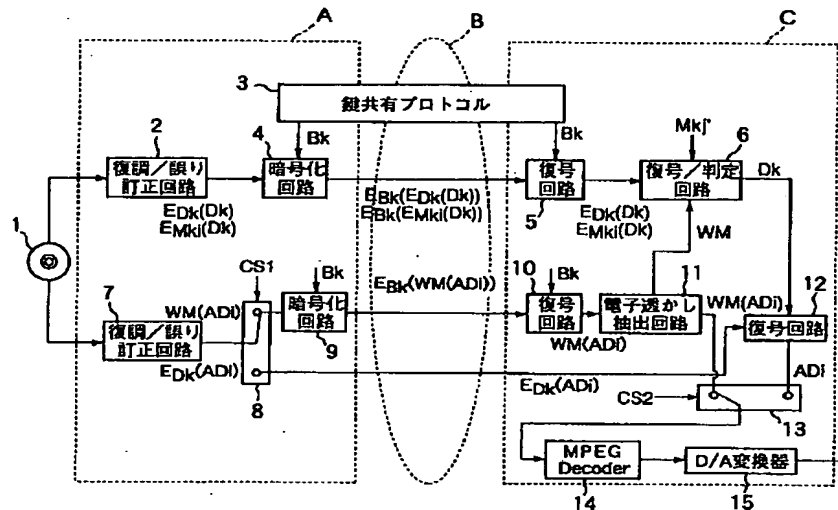 A
B
C
3
鍵共有プロトコル
2
4
Bk
Bk
Mkj'
6
復調／誤り
訂正回路
暗号化
回路
復号
回路
復号／判定
回路
Dk
5
EDk(Dk)
EMki(Dk)
EBk(EDk(Dk))
EBk(EMki(Dk))
EDk(Dk)
EMki(Dk)
WM
1
CS1
Bk
EBk(WM(ADi))
10
Bk
11
12
7
WM(ADi)
暗号化
回路
復号
回路
電子透かし
抽出回路
WM(ADi)
復号回路
復調／誤り
訂正回路
9
WM(ADi)
EDk(ADi)
8
EDk(ADi)
ADi
CS2
13
MPEG
Decoder
D/A変換器
14
15